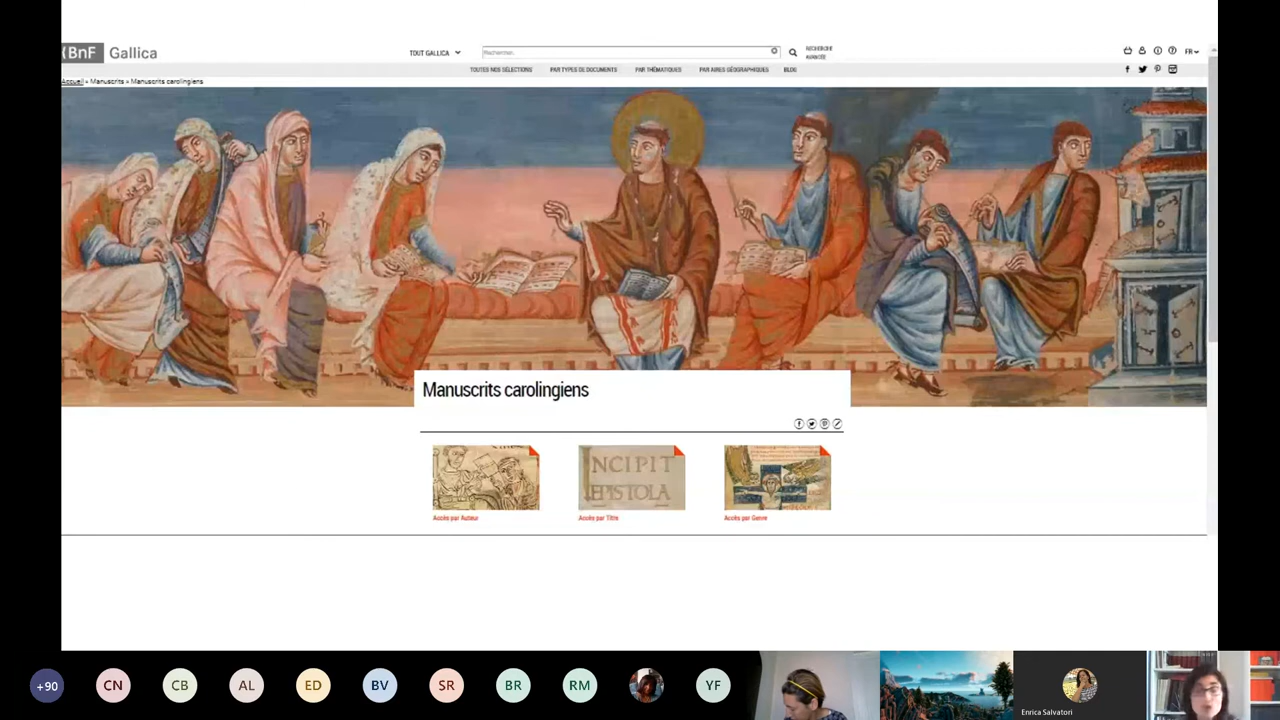 BnF Gallica
TOUT GALLICA
Rechercher...
RECHERCHE
AVANCÉE
FR
TOUTES NOS SÉLECTIONS
PAR TYPES DE DOCUMENTS
PAR THÉMATIQUES
PAR AIRES GÉOGRAPHIQUES
BLOG
Accueil » Manuscrits » Manuscrits carolingiens
Manuscrits carolingiens
INCIPIT
EPISTOLA
Accès par Auteur
Accès par Titre
Accès par Genre
+90
CN
CB
AL
ED
BV
SR
BR
RM
YF
Enrica Salvatori